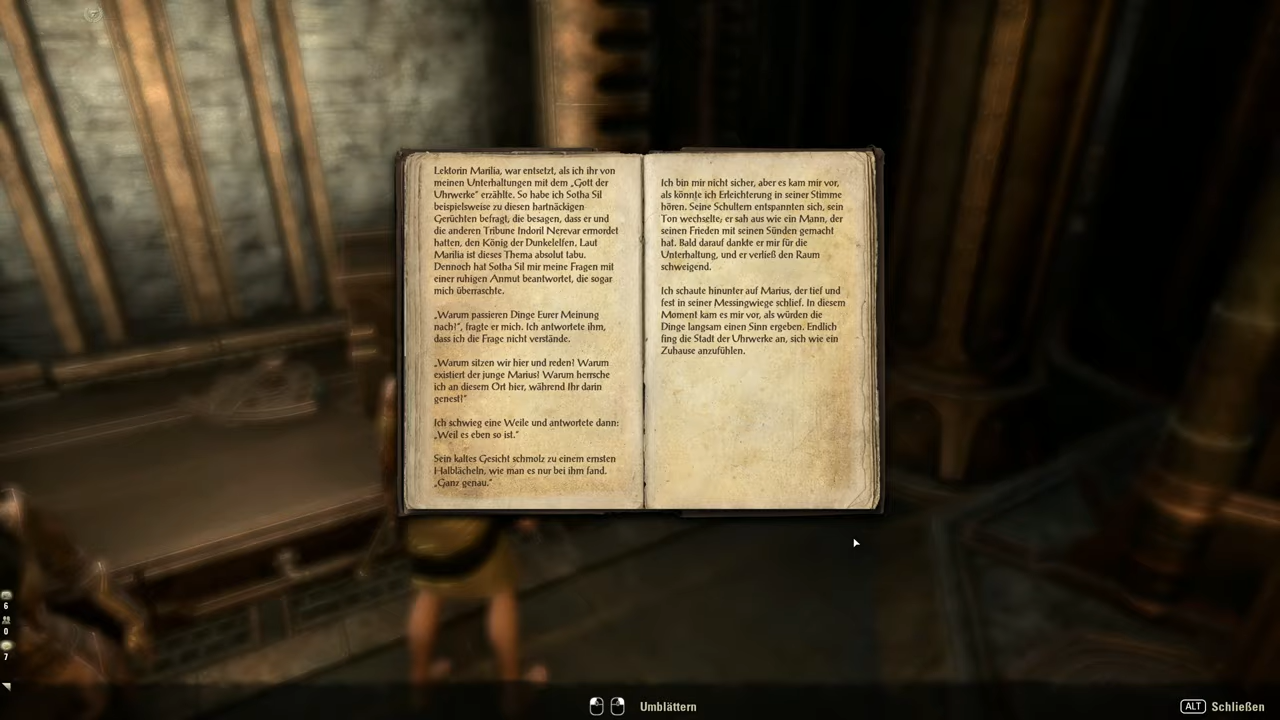 Lektorin Marilia, war entsetzt, als ich ihr von
meinen Unterhaltungen mit dem „Gott der
Uhrwerke“ erzählte. So habe ich Sotha Sil
beispielsweise zu diesen hartnäckigen
Gerüchten befragt, die besagen, dass er und
die anderen Tribune Indoril Nerevar ermordet
hatten, den König der Dunkelelfen. Laut
Marilia ist dieses Thema absolut tabu.
Dennoch hat Sotha Sil mir meine Fragen mit
einer ruhigen Anmut beantwortet, die sogar
mich überraschte.
„Warum passieren Dinge Eurer Meinung
nach?“, fragte er mich. Ich antwortete ihm,
dass ich die Frage nicht verstände.
„Warum sitzen wir hier und reden? Warum
existiert der junge Marius? Warum herrsche
ich an diesem Ort hier, während Ihr darin
genest?“
Ich schwieg eine Weile und antwortete dann:
„Weil es eben so ist.“
Sein kaltes Gesicht schmolz zu einem ernsten
Halblächeln, wie man es nur bei ihm fand.
„Ganz genau.“
Ich bin mir nicht sicher, aber es kam mir vor,
als könnte ich Erleichterung in seiner Stimme
hören. Seine Schultern entspannten sich, sein
Ton wechselte; er sah aus wie ein Mann, der
seinen Frieden mit seinen Sünden gemacht
hat. Bald darauf dankte er mir für die
Unterhaltung, und er verließ den Raum
schweigend.
Ich schaute hinunter auf Marius, der tief und
fest in seiner Messingwiege schlief. In diesem
Moment kam es mir vor, als würden die
Dinge langsam einen Sinn ergeben. Endlich
fing die Stadt der Uhrwerke an, sich wie ein
Zuhause anzufühlen.
6
0
7
Umblättern
ALT Schließen